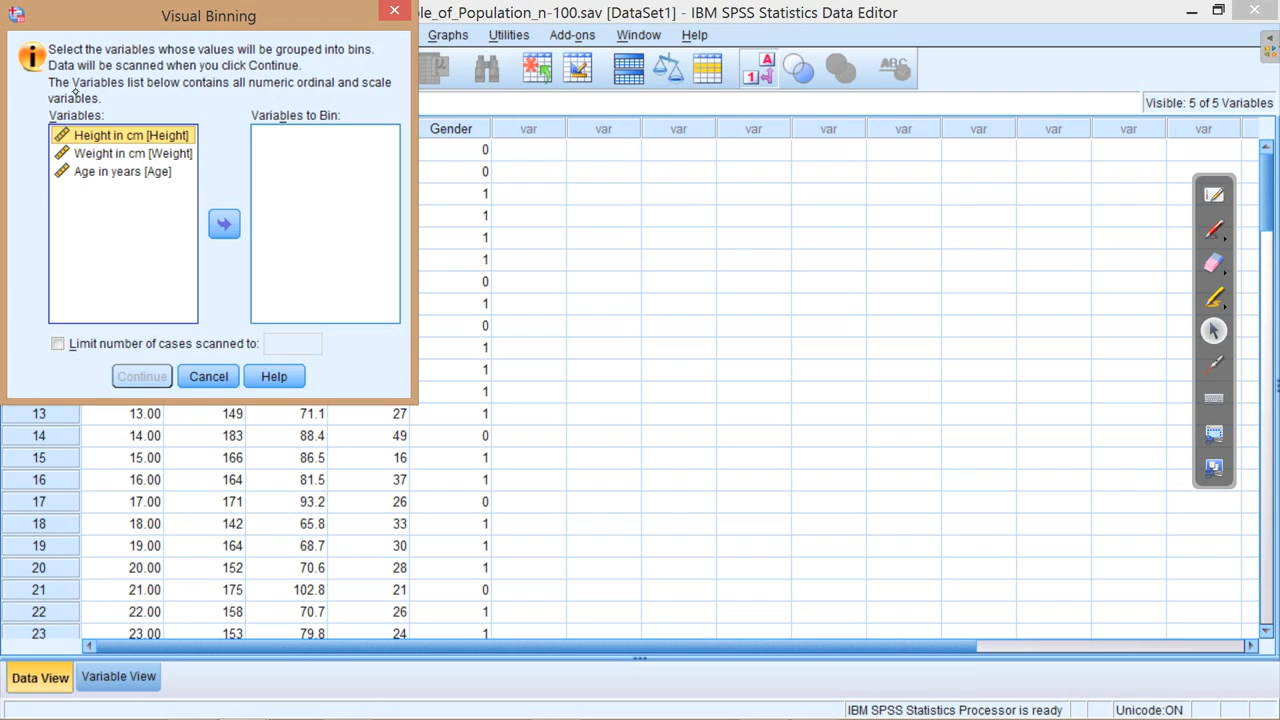 Visual Binning
le_of_Population_n-100.sav [DataSet1] - IBM SPSS Statistics Data Editor
Graphs Utilities Add-ons Window Help
Select the variables whose values will be grouped into bins.
Data will be scanned when you click Continue.
The Variables list below contains all numeric ordinal and scale
variables.
Visible: 5 of 5 Variables
Variables: Variables to Bin:
Height in cm [Height]
Weight in cm [Weight]
Age in years [Age]
Limit number of cases scanned to:
Continue Cancel Help
A
1
ABC
Gender var var var var var var var var var var
0
0
1
1
1
1
0
1
0
1
1
1
13 13.00 149 71.1 27 1
14 14.00 183 88.4 49 0
15 15.00 166 86.5 16 1
16 16.00 164 81.5 37 1
17 17.00 171 93.2 26 0
18 18.00 142 65.8 33 1
19 19.00 164 68.7 30 1
20 20.00 152 70.6 28 1
21 21.00 175 102.8 21 0
22 22.00 158 70.7 26 1
23 23.00 153 79.8 24 1
Data View Variable View
IBM SPSS Statistics Processor is ready Unicode:ON